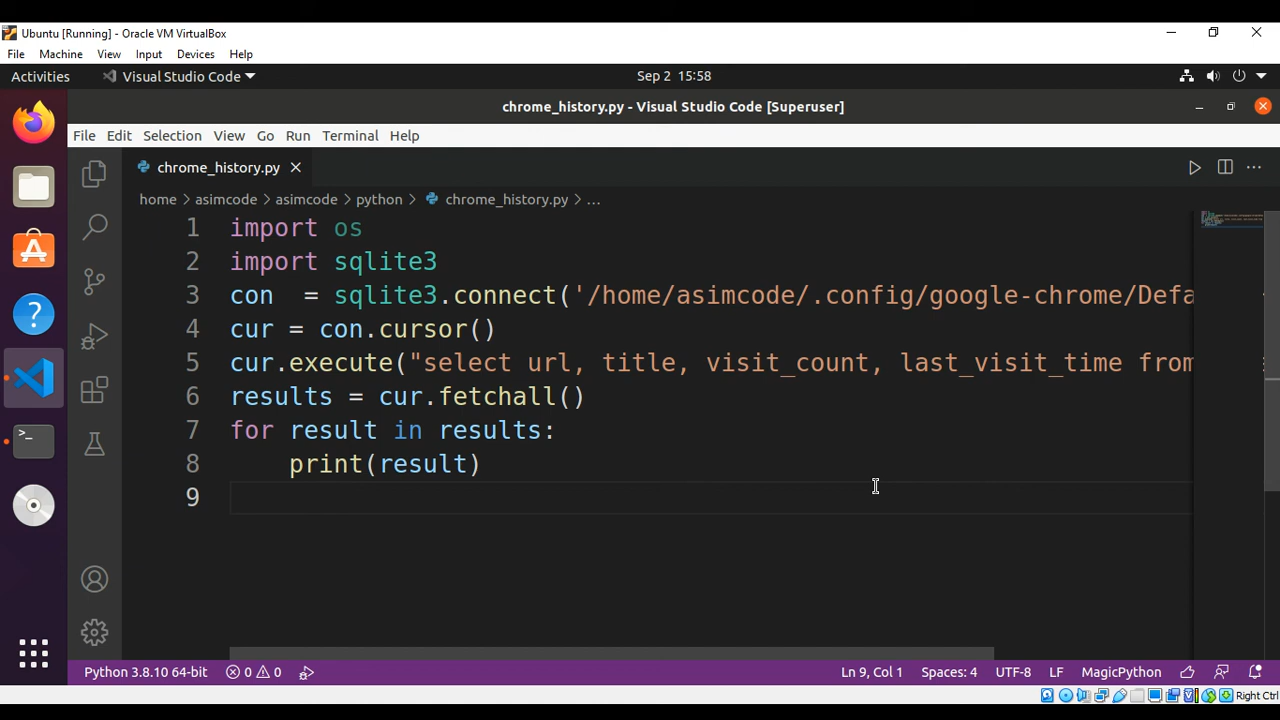 Ubuntu [Running] - Oracle VM VirtualBox
File Machine View Input Devices Help
Activities Visual Studio Code Sep 2 15:58
chrome_history.py - Visual Studio Code [Superuser]
File Edit Selection View Go Run Terminal Help
chrome_history.py
home > asimcode > asimcode > python > chrome_history.py > ...
1 import os
2 import sqlite3
3 con  = sqlite3.connect('/home/asimcode/.config/google-chrome/Defa
4 cur = con.cursor()
5 cur.execute("select url, title, visit_count, last_visit_time from
6 results = cur.fetchall()
7 for result in results:
8     print(result)
9
Python 3.8.10 64-bit 0 0 Ln 9, Col 1 Spaces: 4 UTF-8 LF MagicPython
Right Ctrl